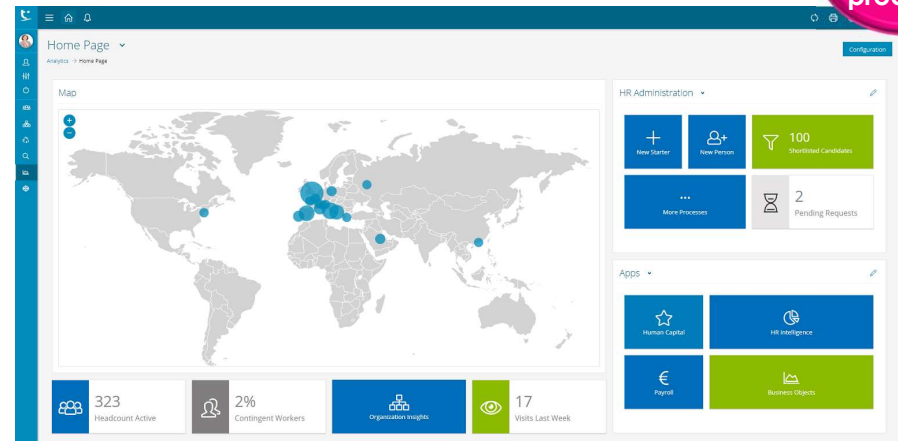 Home Page
Configuration
Analytics > Home Page
Map
HR Administration
+
−
New Starter
New Person
100
Shortlisted Candidates
...
More Processes
2
Pending Requests
Apps
Human Capital
HR Intelligence
€
Payroll
Business Objects
323
Headcount Active
2%
Contingent Workers
Organization Insights
17
Visits Last Week